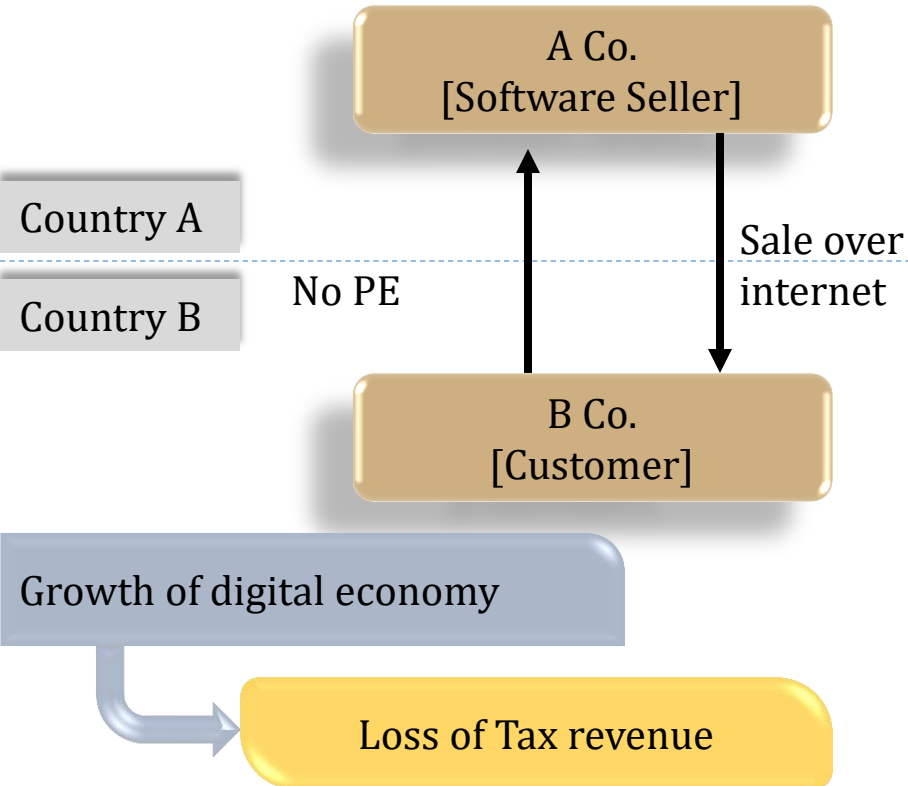 A Co.
[Software Seller]
Country A
Sale over
internet
No PE
Country B
B Co.
[Customer]
Growth of digital economy
Loss of Tax revenue